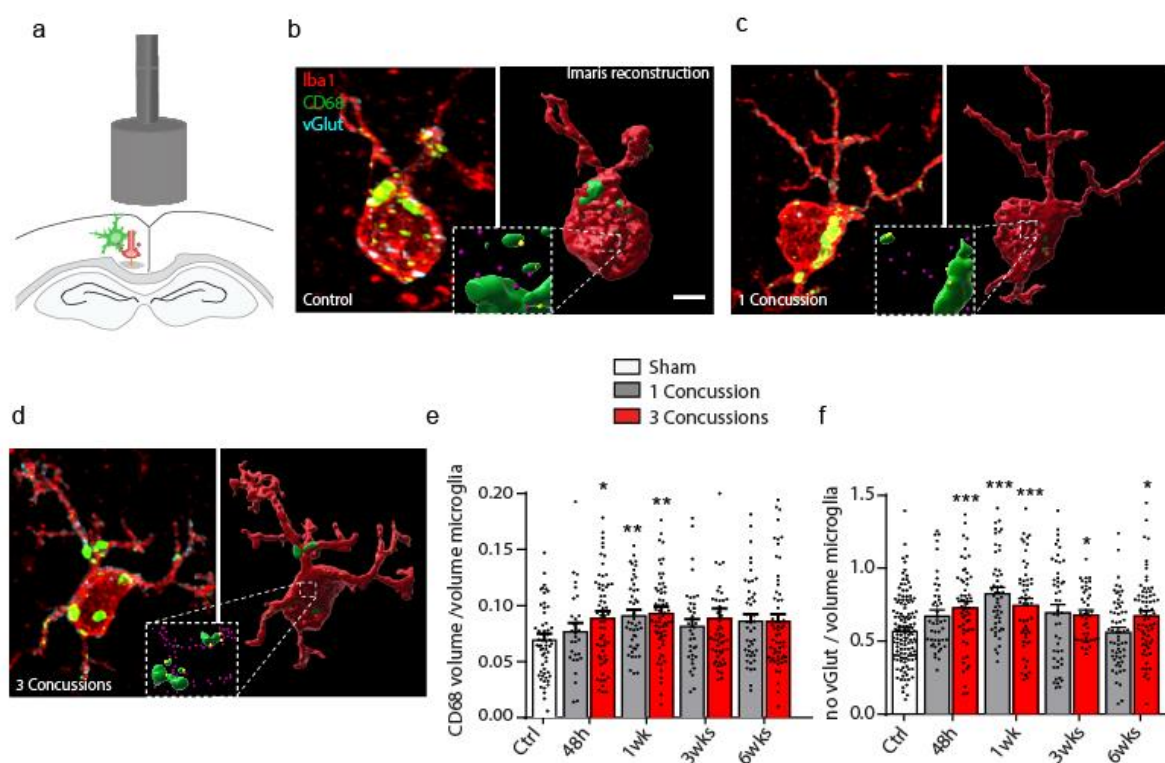 a
b
c
Iba1
CD68
vGlut
Imaris reconstruction
Control
1 Concussion
Sham
1 Concussion
3 Concussions
d
e
f
3 Concussions
CD68 volume /volume microglia
0.20
0.15
0.10
0.05
0.00
*
**
**
Ctrl
48h
1wk
3wks
6wks
no vGlut / volume microglia
1.5
1.0
0.5
0.0
***
***
***
*
*
Ctrl
48h
1wk
3wks
6wks